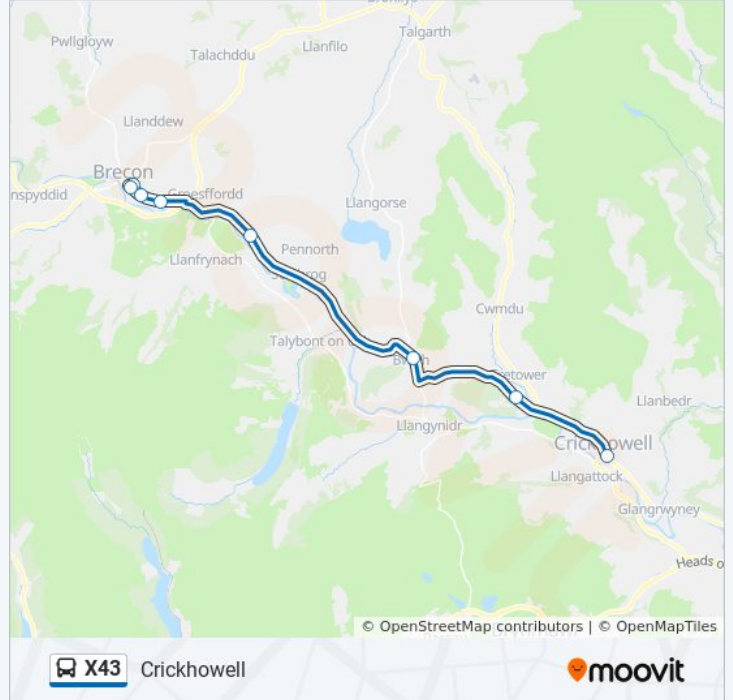 Talgarth
Pwllgloyw
Llanfilo
Talachddu
Llanddew
Brecon
Groesffordd
nspyddid
Llangorse
Pennorth
Llanfrynach
Cwmdu
Talybont on
Bwlch
Tretower
Llanbedr
Llangynidr
Crickhowell
Llangattock
Glangrwyney
Heads o
© OpenStreetMap contributors | © OpenMapTiles
X43 Crickhowell
moovit